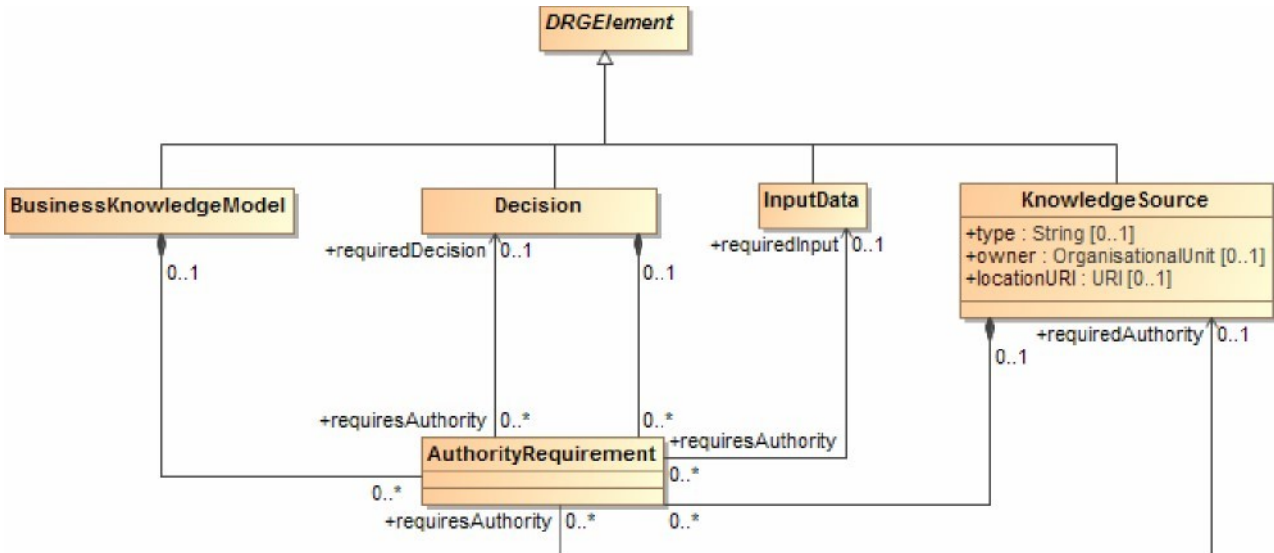 DRGElement
BusinessKnowledgeModel
Decision
InputData
KnowledgeSource
+type : String [0..1]
+owner : OrganisationalUnit [0..1]
+locationURI : URI [0..1]
+requiredDecision
0..1
0..1
0..1
+requiredInput
0..1
+requiredAuthority
0..1
0..1
+requiresAuthority
0..*
0..*
+requiresAuthority
AuthorityRequirement
0..*
0..*
+requiresAuthority
0..*
0..*